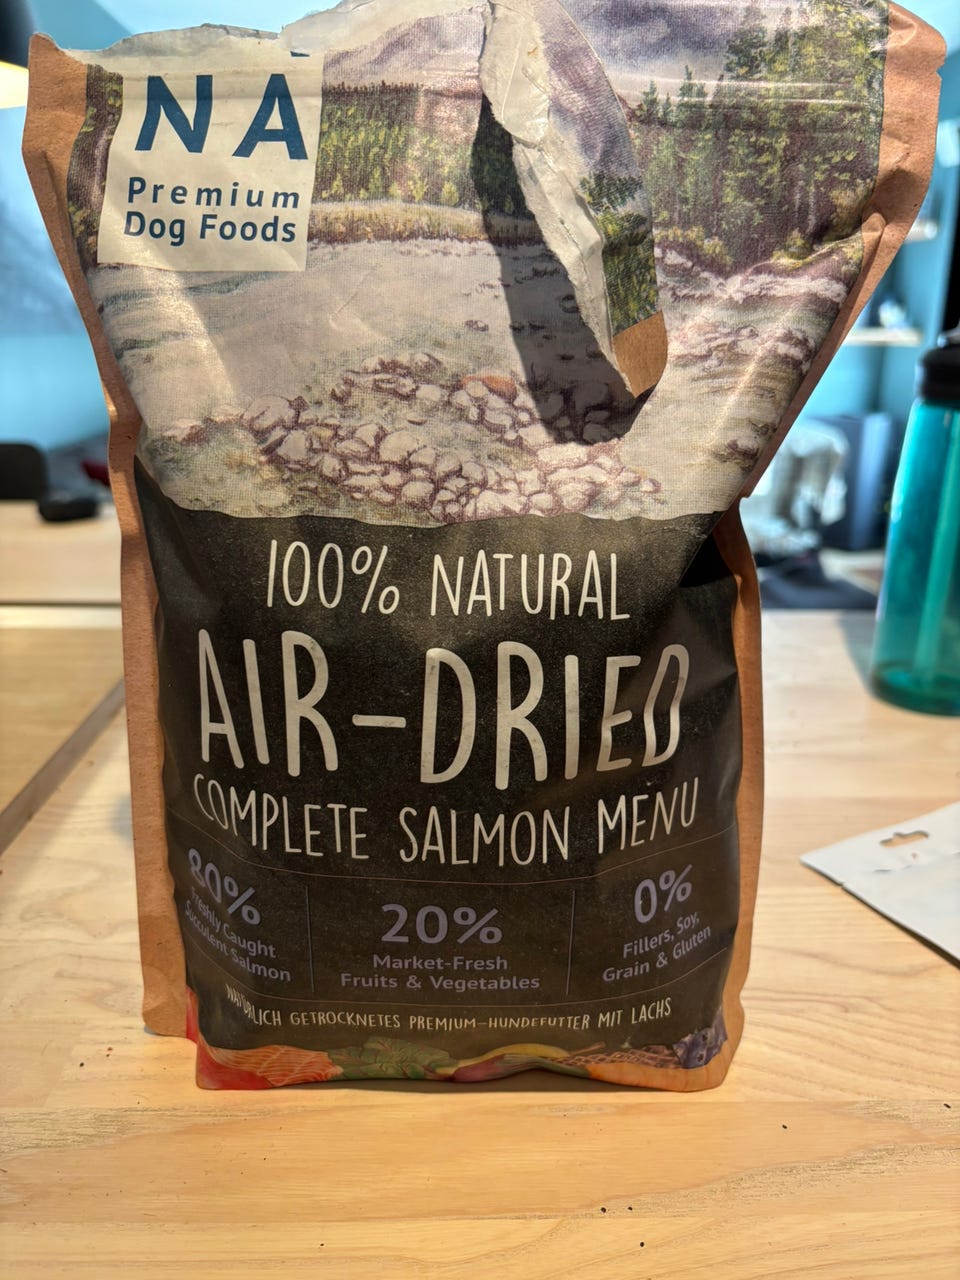 NA
Premium
Dog Foods
100% NATURAL
AIR-DRIED
COMPLETE SALMON MENU
80%
Freshly Caught
Succulent Salmon
20%
Market-Fresh
Fruits & Vegetables
0%
Fillers, Soy,
Grain & Gluten
NATÜRLICH GETROCKNETES PREMIUM-HUNDEFUTTER MIT LACHS